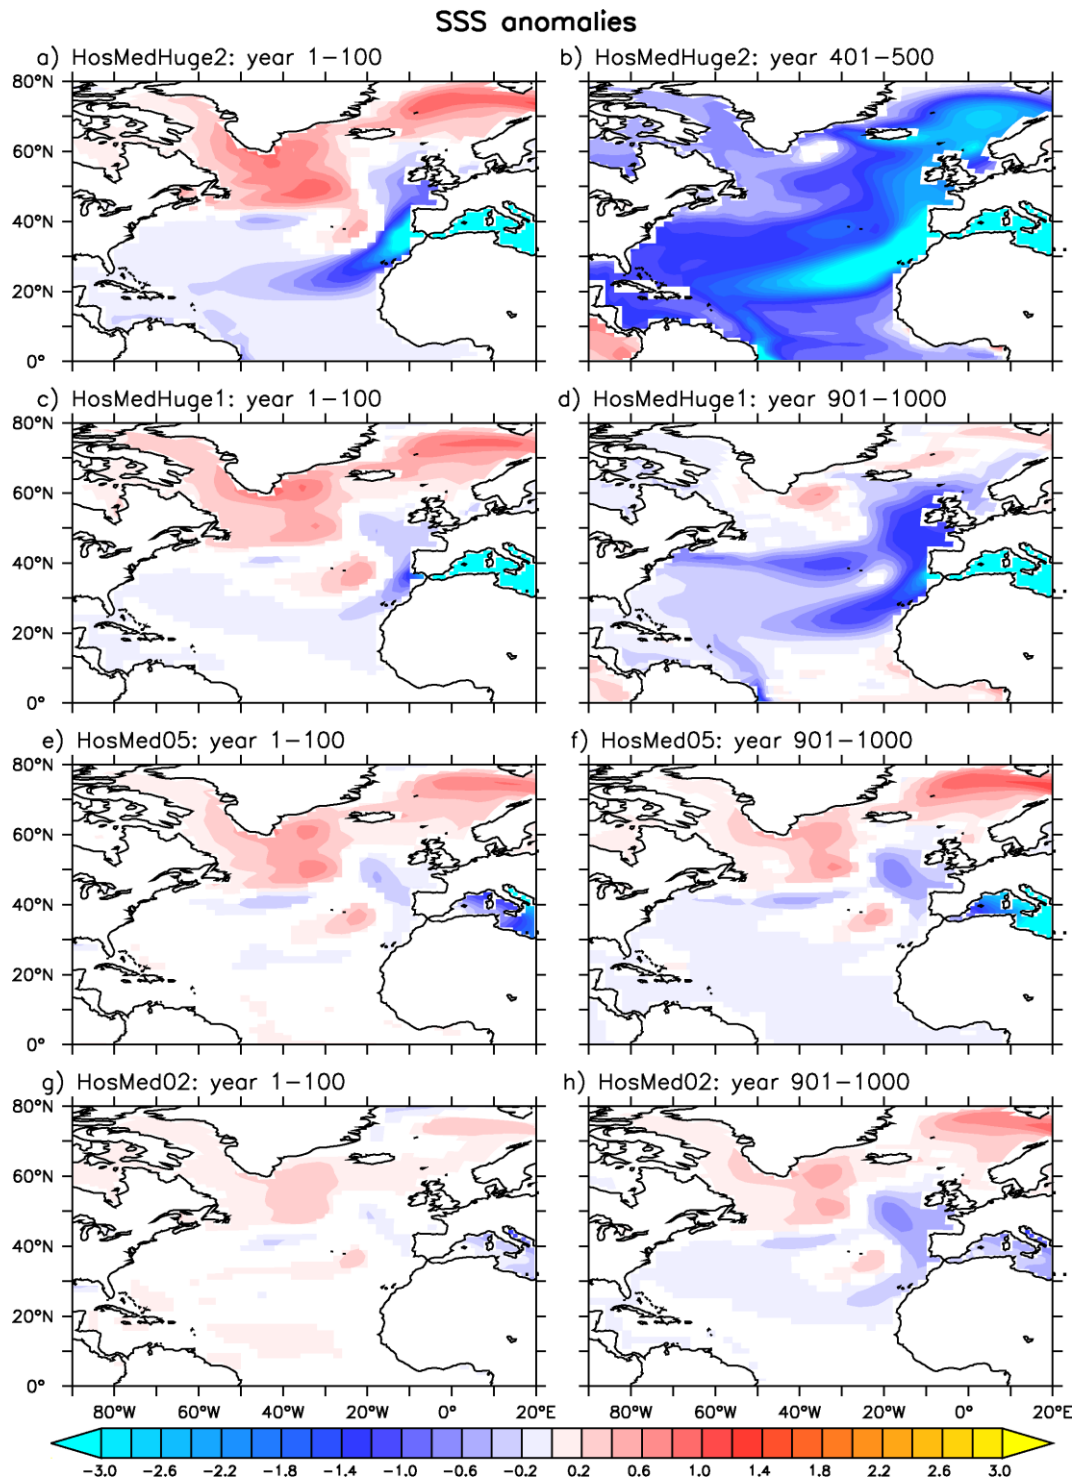 SSS anomalies
a) HosMedHuge2: year 1−100
b) HosMedHuge2: year 401−500
80°N
60°N
40°N
20°N
0°
c) HosMedHuge1: year 1−100
d) HosMedHuge1: year 901−1000
80°N
60°N
40°N
20°N
0°
e) HosMed05: year 1−100
f) HosMed05: year 901−1000
80°N
60°N
40°N
20°N
0°
g) HosMed02: year 1−100
h) HosMed02: year 901−1000
80°N
60°N
40°N
20°N
0°
80°W 60°W 40°W 20°W 0° 20°E
80°W 60°W 40°W 20°W 0° 20°E
−3.0 −2.6 −2.2 −1.8 −1.4 −1.0 −0.6 −0.2 0.2 0.6 1.0 1.4 1.8 2.2 2.6 3.0